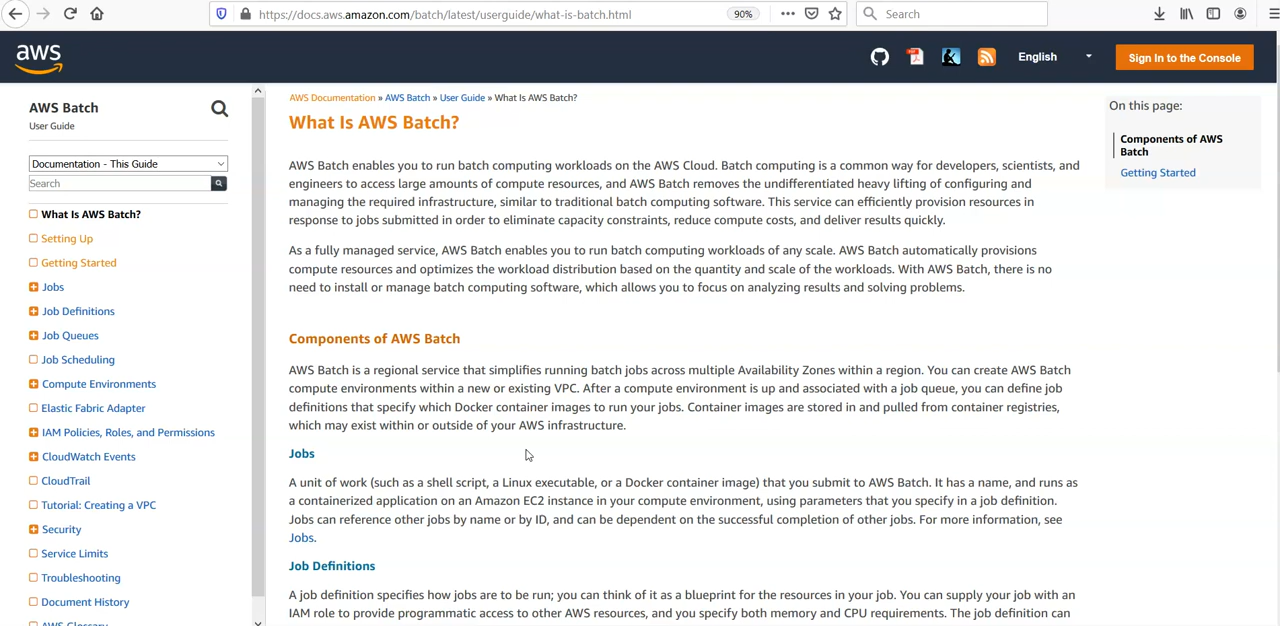 https://docs.aws.amazon.com/batch/latest/userguide/what-is-batch.html
90%
Search
aws
English
Sign In to the Console
AWS Batch
User Guide
Documentation - This Guide
Search
What Is AWS Batch?
Setting Up
Getting Started
Jobs
Job Definitions
Job Queues
Job Scheduling
Compute Environments
Elastic Fabric Adapter
IAM Policies, Roles, and Permissions
CloudWatch Events
CloudTrail
Tutorial: Creating a VPC
Security
Service Limits
Troubleshooting
Document History
AWS Glossary
AWS Documentation » AWS Batch » User Guide » What Is AWS Batch?
What Is AWS Batch?
AWS Batch enables you to run batch computing workloads on the AWS Cloud. Batch computing is a common way for developers, scientists, and
engineers to access large amounts of compute resources, and AWS Batch removes the undifferentiated heavy lifting of configuring and
managing the required infrastructure, similar to traditional batch computing software. This service can efficiently provision resources in
response to jobs submitted in order to eliminate capacity constraints, reduce compute costs, and deliver results quickly.
As a fully managed service, AWS Batch enables you to run batch computing workloads of any scale. AWS Batch automatically provisions
compute resources and optimizes the workload distribution based on the quantity and scale of the workloads. With AWS Batch, there is no
need to install or manage batch computing software, which allows you to focus on analyzing results and solving problems.
Components of AWS Batch
AWS Batch is a regional service that simplifies running batch jobs across multiple Availability Zones within a region. You can create AWS Batch
compute environments within a new or existing VPC. After a compute environment is up and associated with a job queue, you can define job
definitions that specify which Docker container images to run your jobs. Container images are stored in and pulled from container registries,
which may exist within or outside of your AWS infrastructure.
Jobs
A unit of work (such as a shell script, a Linux executable, or a Docker container image) that you submit to AWS Batch. It has a name, and runs as
a containerized application on an Amazon EC2 instance in your compute environment, using parameters that you specify in a job definition.
Jobs can reference other jobs by name or by ID, and can be dependent on the successful completion of other jobs. For more information, see
Jobs.
Job Definitions
A job definition specifies how jobs are to be run; you can think of it as a blueprint for the resources in your job. You can supply your job with an
IAM role to provide programmatic access to other AWS resources, and you specify both memory and CPU requirements. The job definition can
On this page:
Components of AWS
Batch
Getting Started